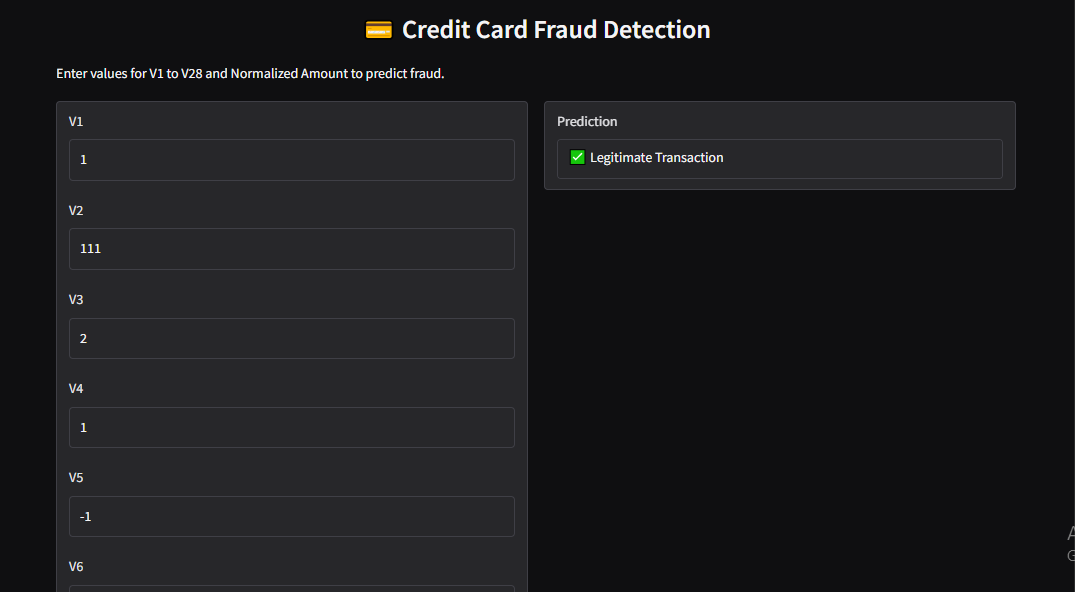 Credit Card Fraud Detection
Enter values for V1 to V28 and Normalized Amount to predict fraud.
V1
1
V2
111
V3
2
V4
1
V5
-1
V6
Prediction
Legitimate Transaction